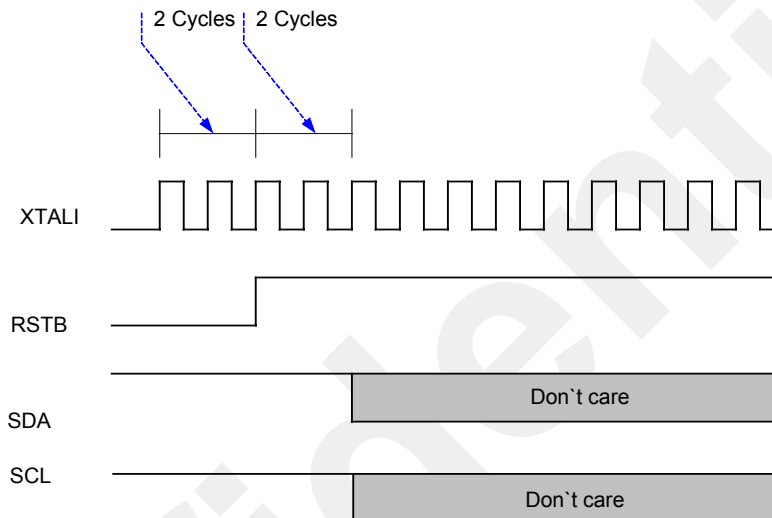 2 Cycles 2 Cycles
XTALI
RSTB
Don`t care
SDA
SCL
Don`t care